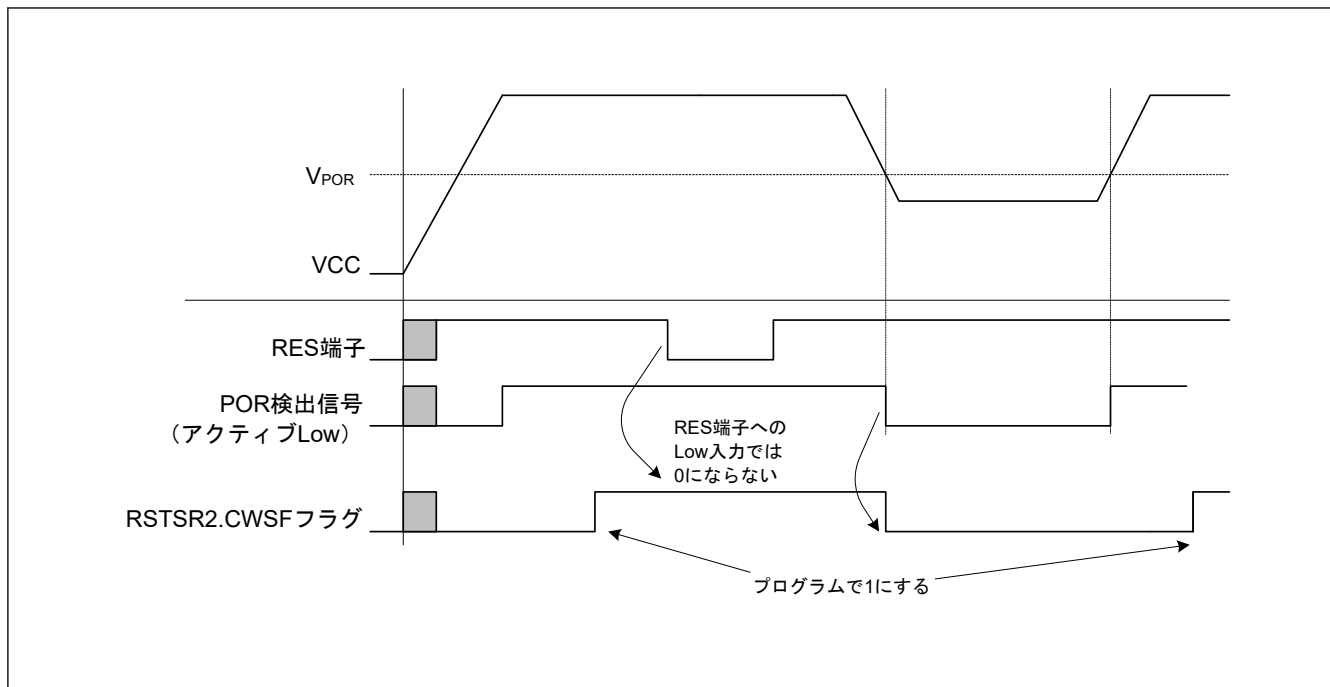 VPOR
VCC
RES端子
POR検出信号
（アクティブLow）
RES端子への
Low入力では
0にならない
RSTSR2.CWSFフラグ
プログラムで1にする